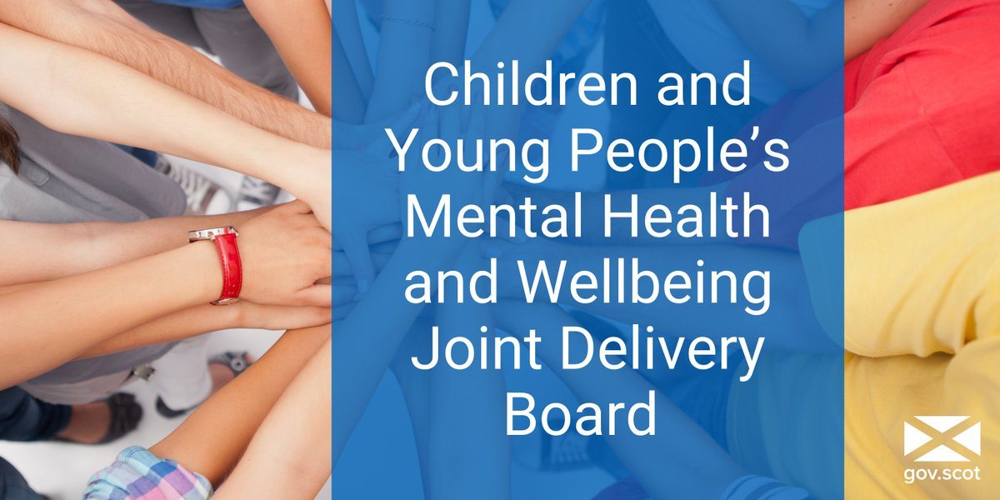 Children and
Young People’s
Mental Health
and Wellbeing
Joint Delivery
Board
gov.scot